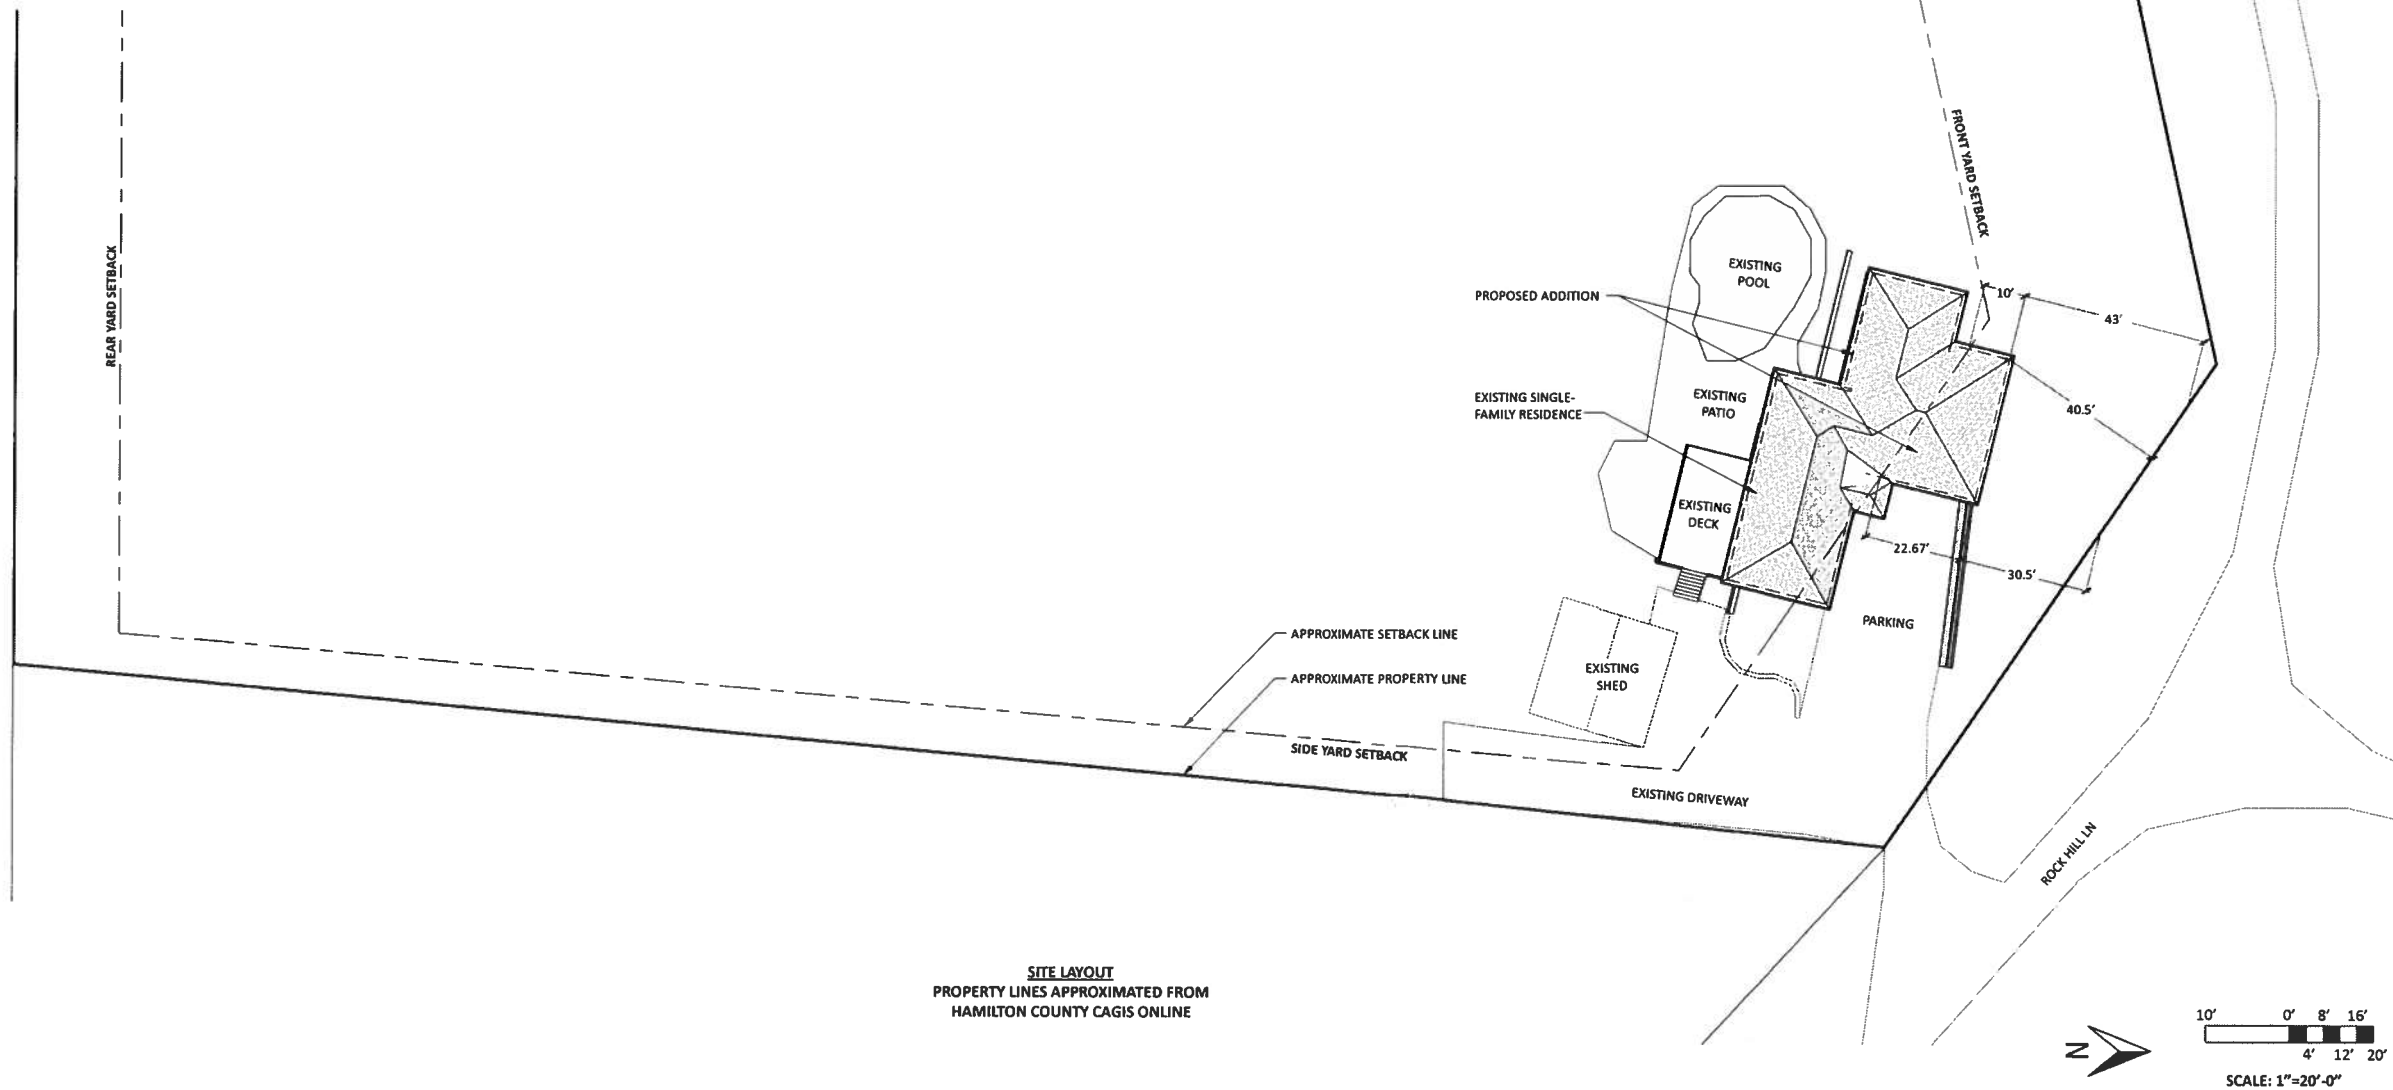 REAR YARD SETBACK
FRONT YARD SETBACK
EXISTING
POOL
PROPOSED ADDITION
10'
43'
EXISTING SINGLE-
FAMILY RESIDENCE
EXISTING
PATIO
40.5'
EXISTING
DECK
22.67'
30.5'
PARKING
APPROXIMATE SETBACK LINE
EXISTING
SHED
APPROXIMATE PROPERTY LINE
SIDE YARD SETBACK
EXISTING DRIVEWAY
ROCK HILL LN
SITE LAYOUT
PROPERTY LINES APPROXIMATED FROM
HAMILTON COUNTY CAGIS ONLINE
N
10' 0' 8' 16'
4' 12' 20'
SCALE: 1"=20'-0"